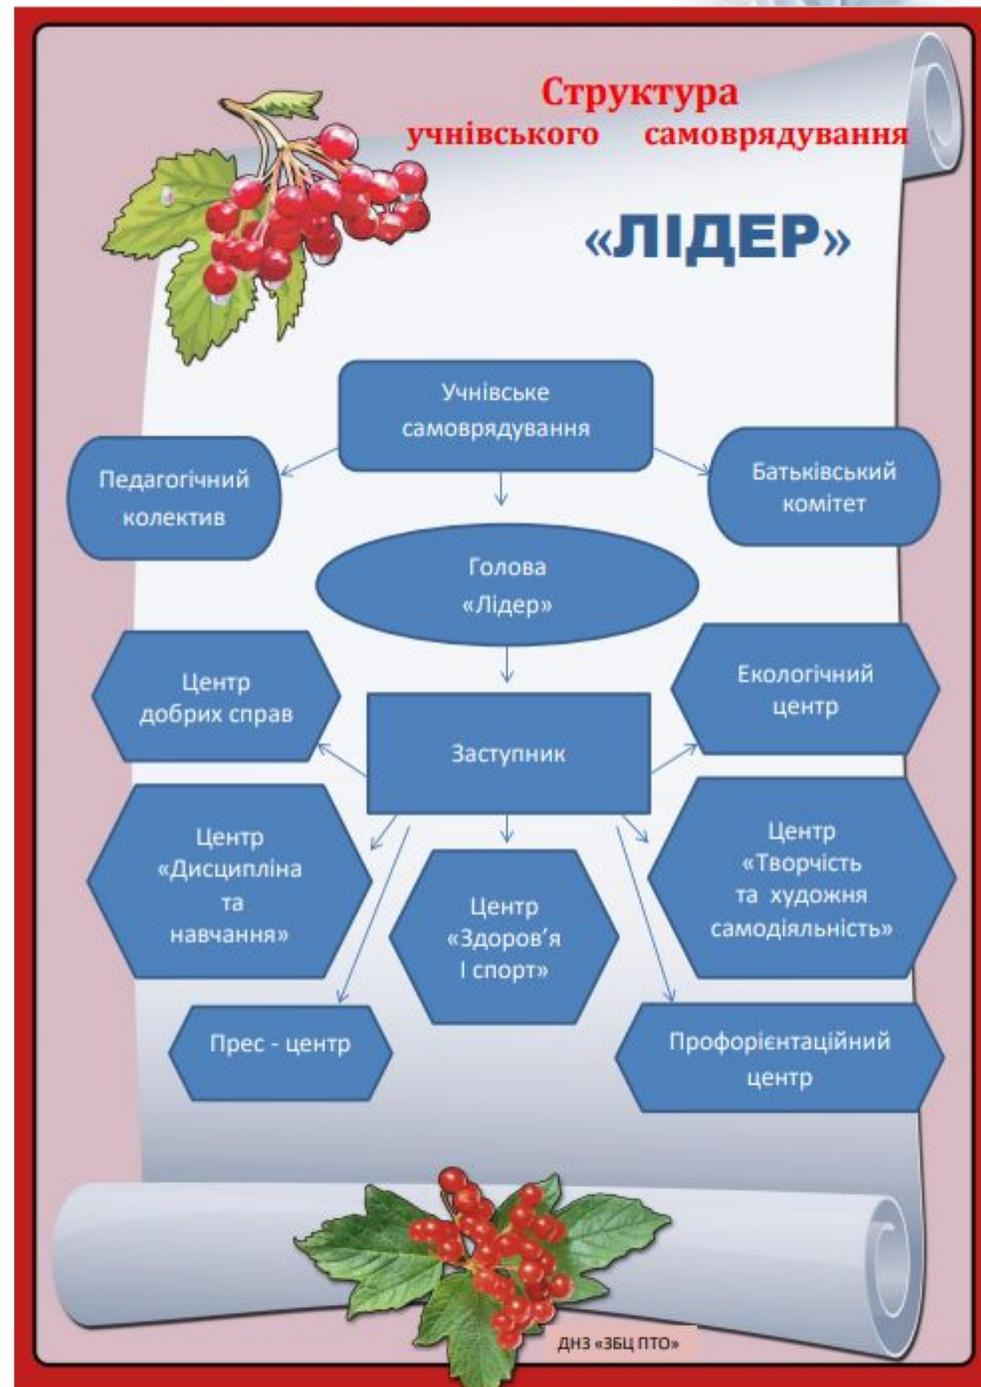 Структура
учнівського самоврядування
«ЛІДЕР»
Учнівське
самоврядування
Педагогічний
колектив
Батьківський
комітет
Голова
«Лідер»
Центр
добрих справ
Екологічний
центр
Заступник
Центр
«Дисципліна
та
навчання»
Центр
«Здоров’я
І спорт»
Центр
«Творчість
та художня
самодіяльність»
Прес - центр
Профорієнтаційний
центр
ДНЗ «ЗБЦ ПТО»